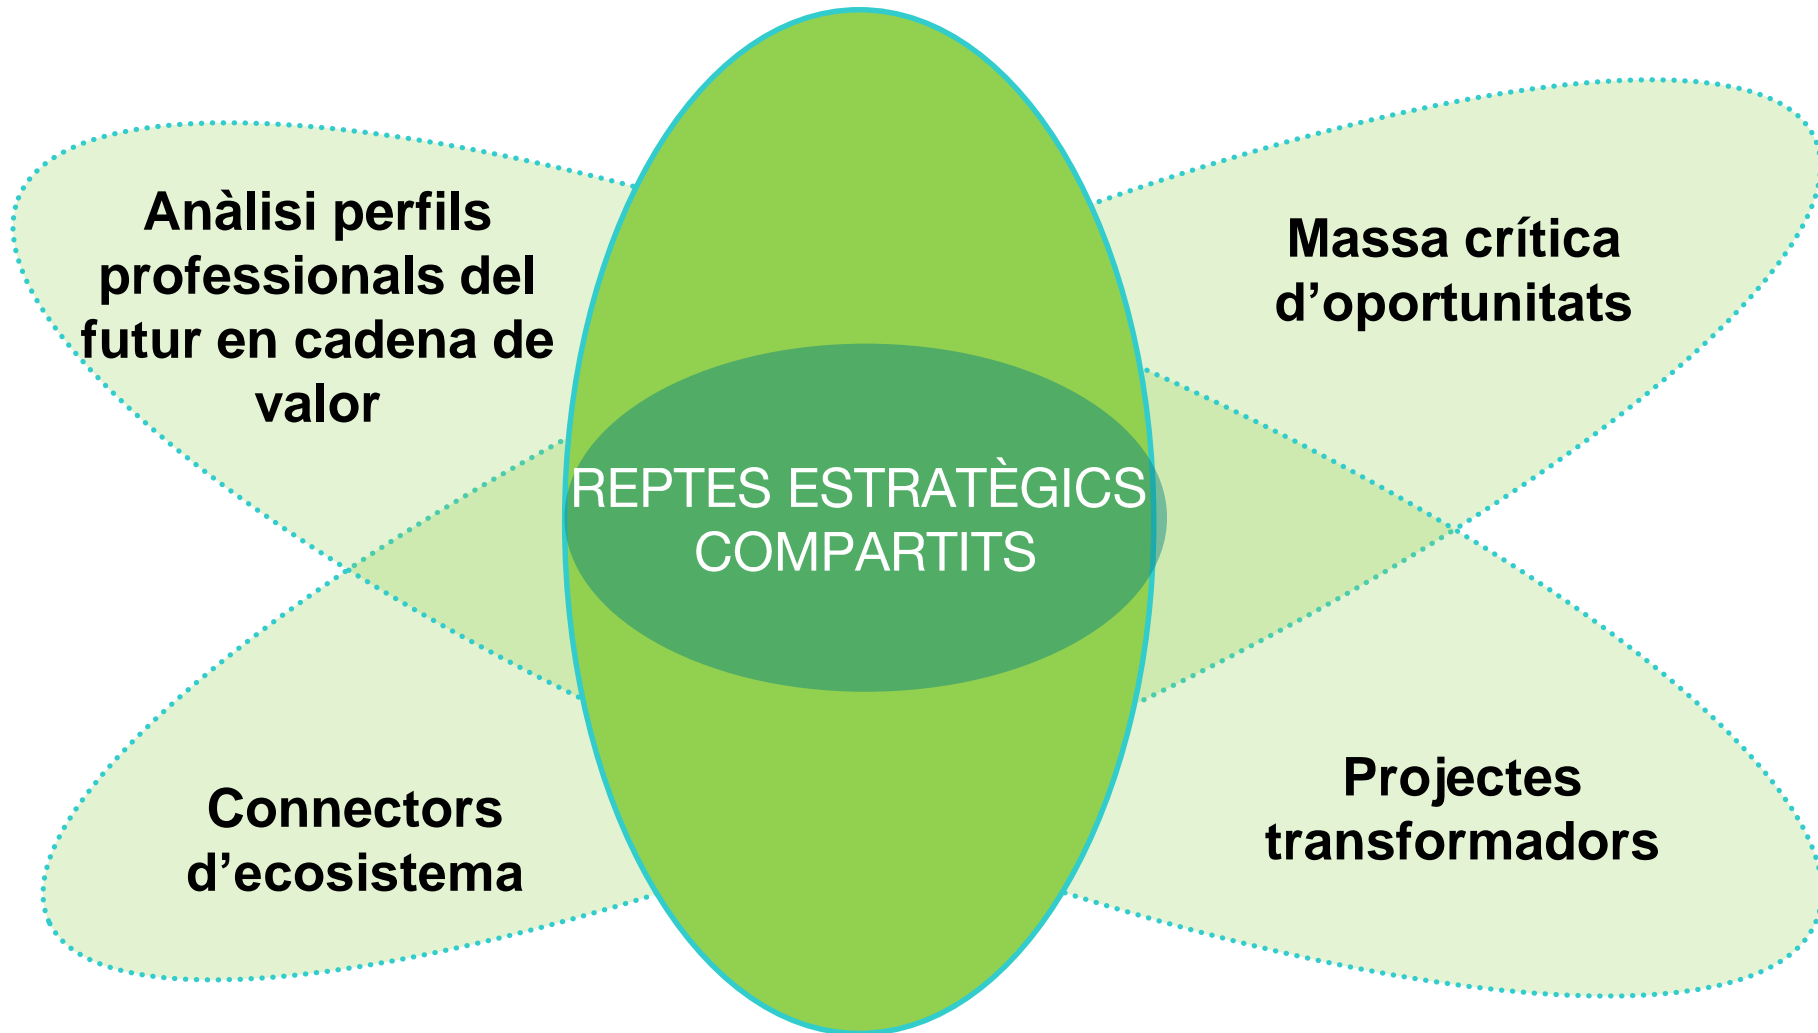 Anàlisi perfils
professionals del
futur en cadena de
valor
Massa crítica
d’oportunitats
REPTES ESTRATÈGICS
COMPARTITS
Connectors
d’ecosistema
Projectes
transformadors